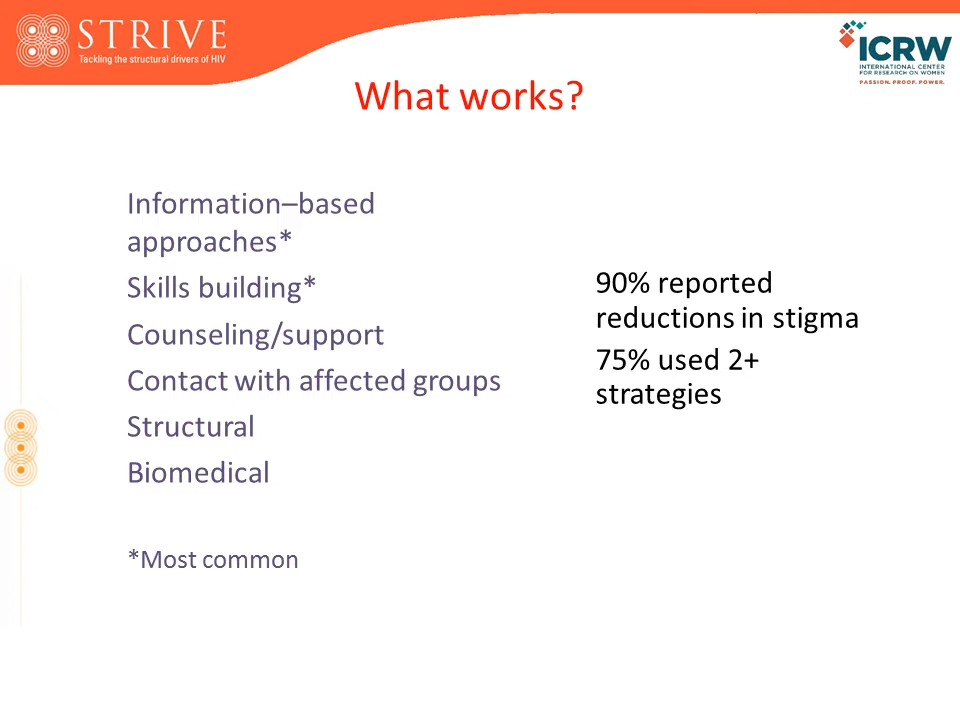 STRIVE
Tackling the structural drivers of HIV
ICRW
INTERNATIONAL CENTER
FOR RESEARCH ON WOMEN
PASSION. PROOF. POWER.
What works?
Information–based
approaches*
Skills building*
Counseling/support
Contact with affected groups
Structural
Biomedical
*Most common
90% reported
reductions in stigma
75% used 2+
strategies